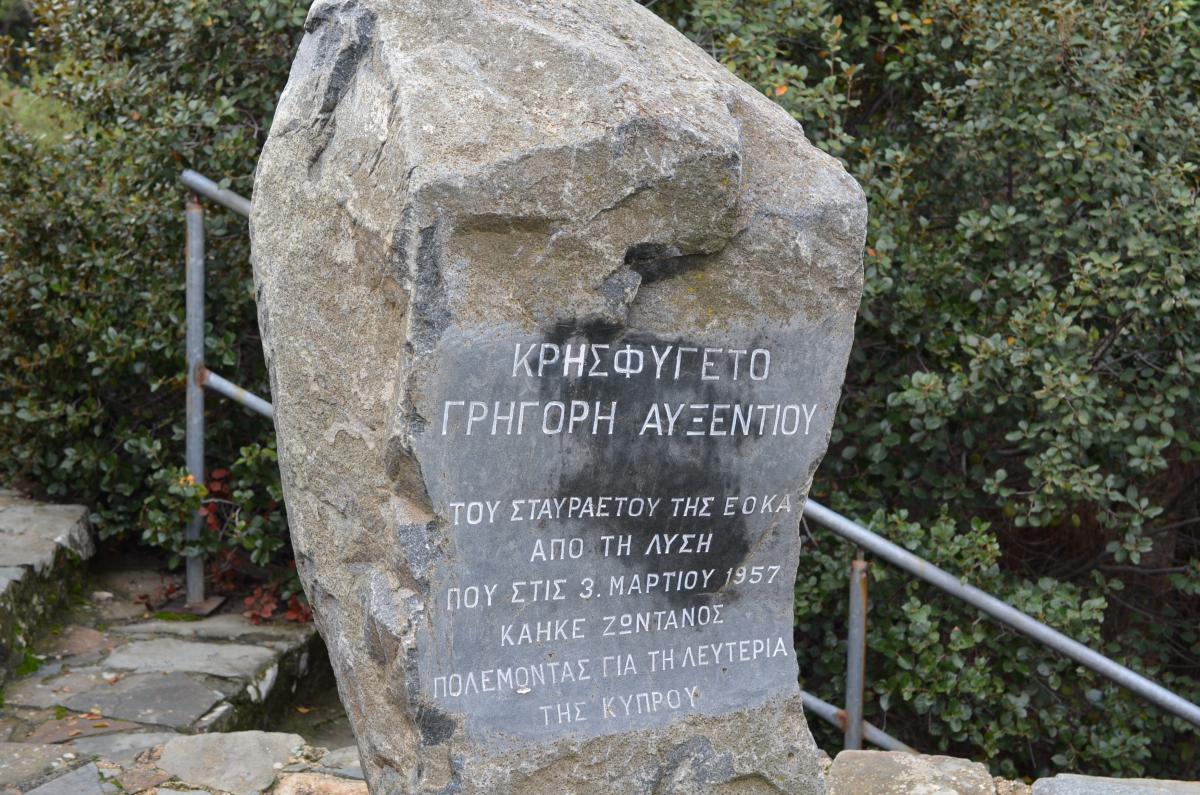 ΚΡΗΣΦΥΓΕΤΟ
ΓΡΗΓΟΡΗ ΑΥΞΕΝΤΙΟΥ
ΤΟΥ ΣΤΑΥΡΑΕΤΟΥ ΤΗΣ ΕΟΚΑ
ΑΠΟ ΤΗ ΛΥΣΗ
ΠΟΥ ΣΤΙΣ 3. ΜΑΡΤΙΟΥ 1957
ΚΑΗΚΕ ΖΩΝΤΑΝΟΣ
ΠΟΛΕΜΟΝΤΑΣ ΓΙΑ ΤΗ ΛΕΥΤΕΡΙΑ
ΤΗΣ ΚΥΠΡΟΥ